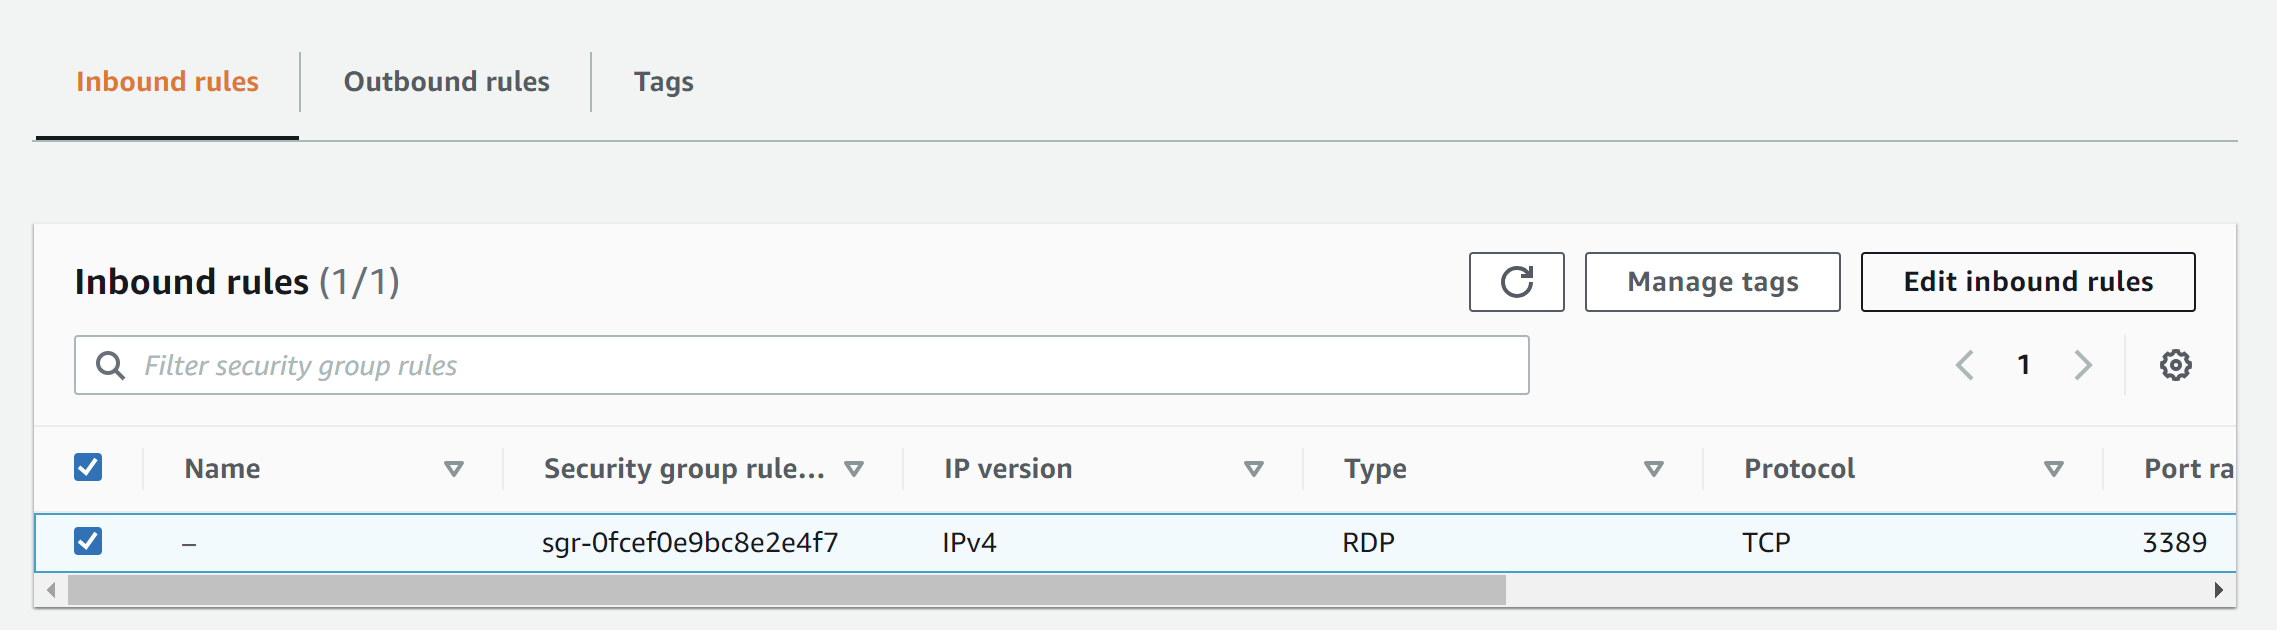 Inbound rules Outbound rules Tags
Inbound rules (1/1) Manage tags Edit inbound rules
Filter security group rules 1
Name Security group rule... IP version Type Protocol Port ra
– sgr-0fcef0e9bc8e2e4f7 IPv4 RDP TCP 3389